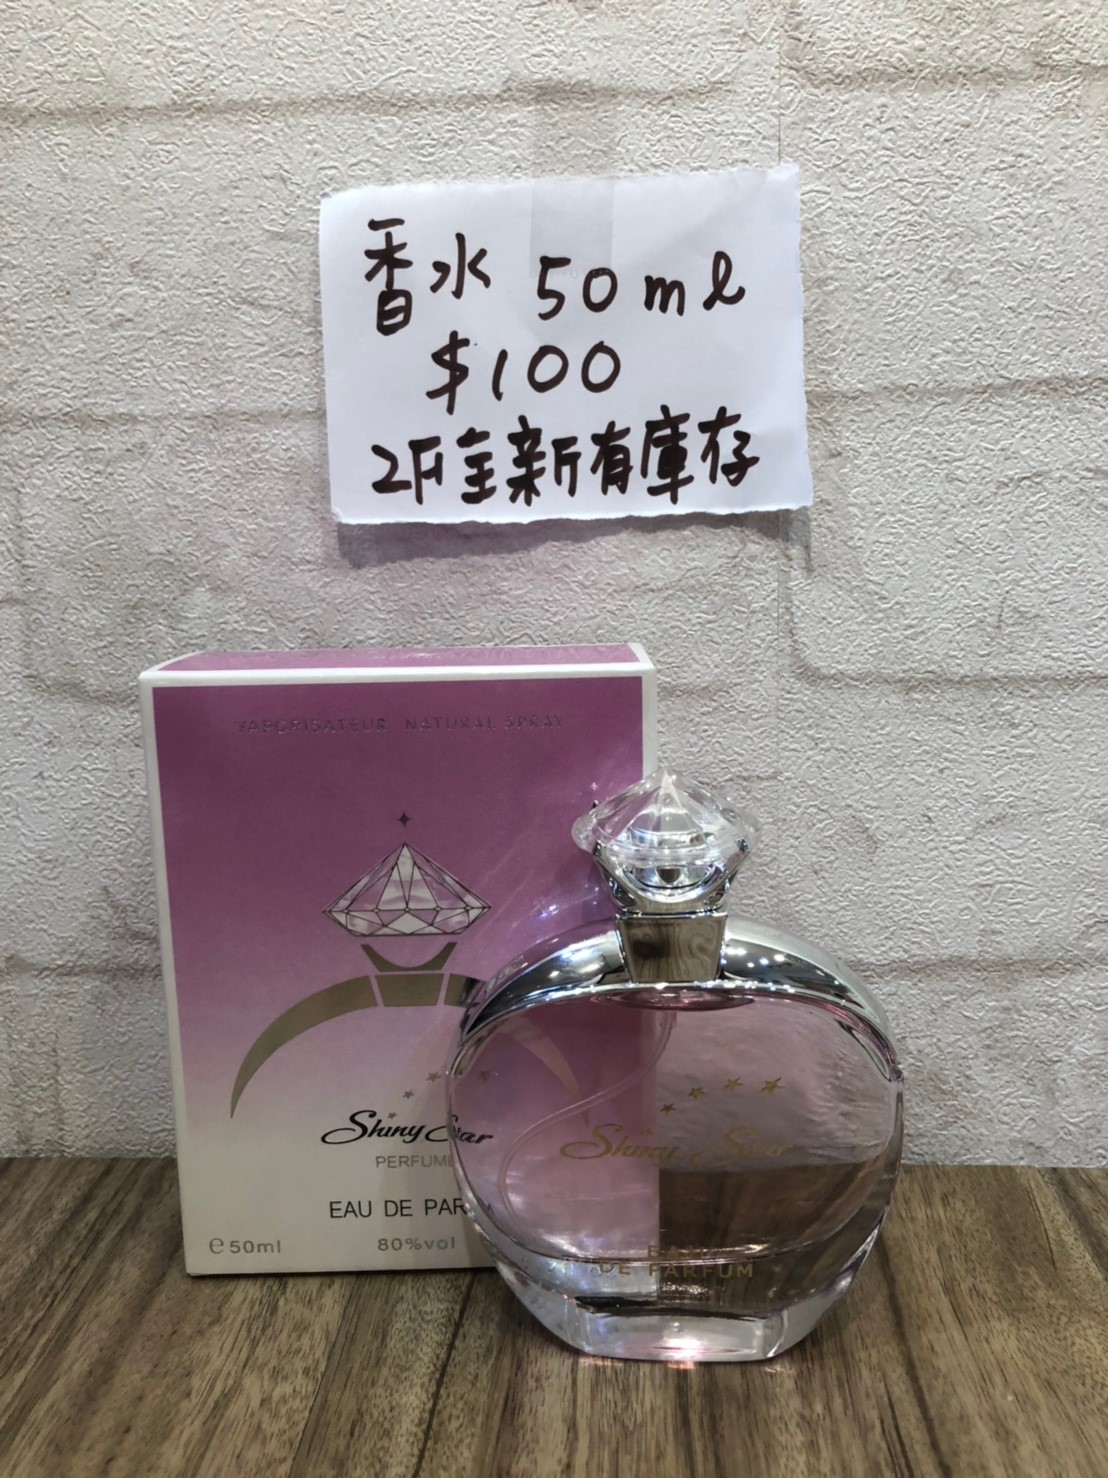 香水 50ml
$100
2F全新有庫存
VAPORISATEUR NATURAL SPRAY
Shiny Star
PERFUME
EAU DE PAR
℮50ml 80%vol
Shiny Star
EAU
DE PARFUM